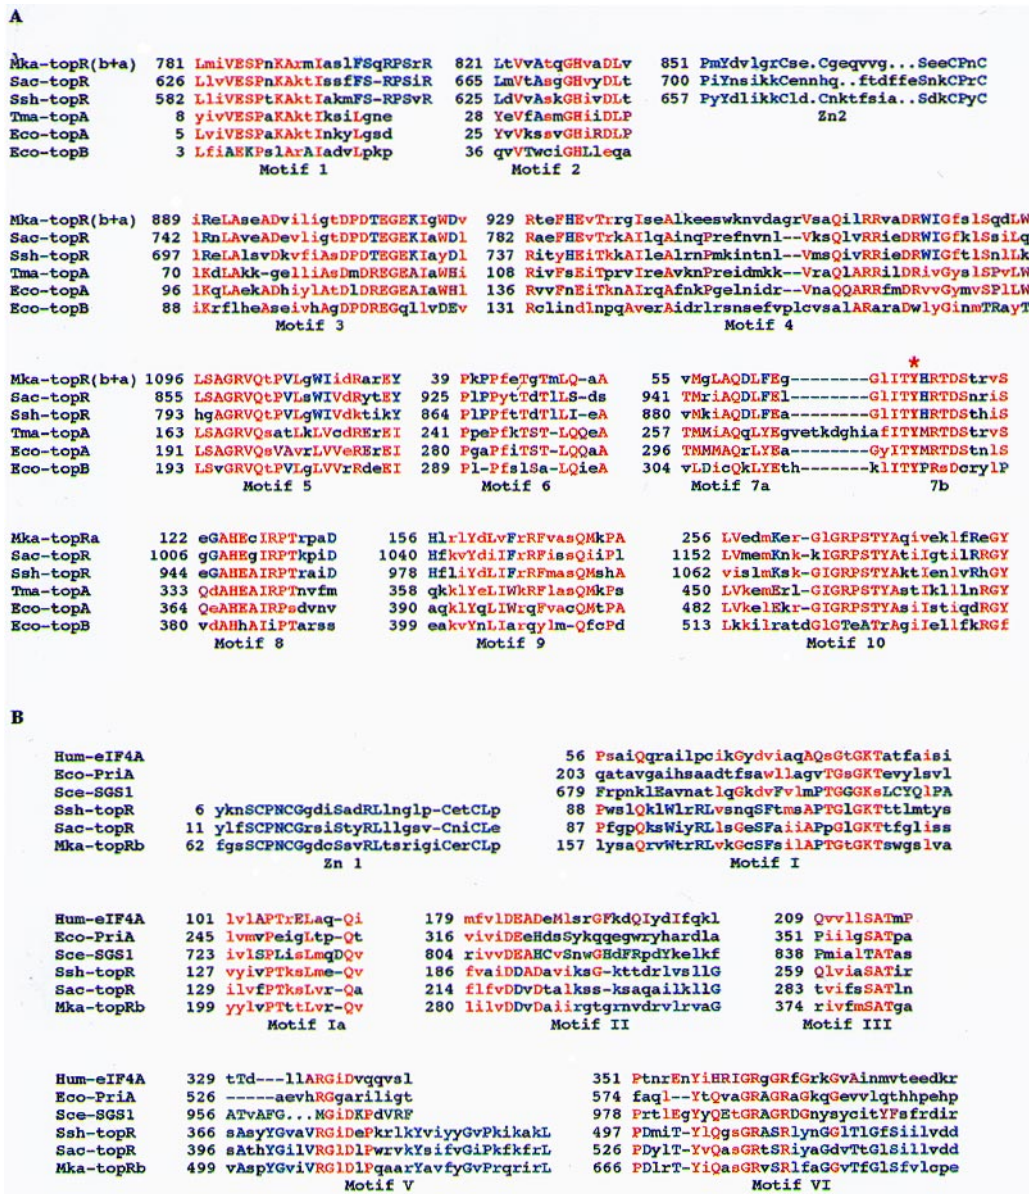 A
Mka-topR(b+a) 781 LmiVESPnKArmIaslFSqRPSrR 821 LtVvAtqGHvaDLv 851 PmYdvlgrCse.Cgeqvvg...SeeCPnC
Sac-topR 626 LlvVESPtKAktIssfFS-RPSiR 665 LmVtAsgGHvyDLt 700 PiYnsikkCennhq.ftdffeSnkCPrC
Ssh-topR 582 LliVESPtKAktIakmFS-RPSvR 625 LdVvAskGHivDLt 657 PyYdlikkCld.Cnktfsia..SdkCPyC
Tma-topA 8 yivVESPaKAktIksiLgne 28 YeVfAsmGHiiDLP Zn2
Eco-topA 5 LviVESPaKAktInkyLgsd 25 YvVkssvGHiRDLP
Eco-topB 3 LfiAEKPslArAIadvLpkp 36 qvVTwciGHLleqa
Motif 1 Motif 2
Mka-topR(b+a) 889 iReLAseADviligtDPDTEGEKIgWDv 929 RteFHEvTrrgIseAlkeeswknvdagrVsaQilRRvaDRWIGfslSqdLW
Sac-topR 742 lRnLAveADevligtDPDTEGEKIaWDl 782 RaeFHEvTrkAIlqAinqPrefnvnl--VksQlvRRieDRWIGfklSsiLq
Ssh-topR 697 lReLAlsvDkvfiAsDPDTEGEKIayDl 737 RityHEiTkkAIleAlrnPmkintnl--VmsQivRRieDRWIGftlSnlLk
Tma-topA 70 lKdLAkk-gelliAsDmDREGEAIaWHi 108 RivFsEiTprvIreAvknPreidmkk--VraQLARRilDRivGyslSPvLW
Eco-topA 96 lKqLAekADhiylAtDlDREGEAIaWHl 136 RvvFnEiTknAIrqAfnkPgelnidr--VnaQQARRfmDRvvGymvSPlLW
Eco-topB 88 iKrflheAseivhAgDPDREGqllvDEv 131 RclindlnpqAverAidrlrsnsefvplcvsalARaraDwlyGinmTRayT
Motif 3 Motif 4
*
Mka-topR(b+a) 1096 LSAGRVQtPVLgWIidRarEY 39 PkPPfeTgTmLQ-aA 55 vMgLAQDLFEg--------GlITYHRTDStrvS
Sac-topR 855 LSAGRVQtPVLsWIVdRytEY 925 PlPPytTdTlLS-ds 941 TMriAQDLFEl--------GLITYHRTDSnriS
Ssh-topR 793 hgAGRVQtPVLgWIVdktikY 864 PlPPftTdTLLI-eA 880 vMkiAQDLFEa--------GLITYHRTDSthiS
Tma-topA 163 LSAGRVQsatLkLVcdRErEI 241 PpePfkTST-LQQeA 257 TMMiAQqLYEgvetkdghiafITYMRTDStrvS
Eco-topA 191 LSAGRVQsVAvrLVVeRErEI 280 PgaPfiTST-LQQaA 296 TMMMAQrLYEa--------GyITYMRTDStnlS
Eco-topB 193 LSvGRVQtPVLgLVVrRdeEI 289 Pl-PfslSa-LQieA 304 vLDicQkLYEth-------klITYPRsDcrylP
Motif 5 Motif 6 Motif 7a 7b
Mka-topRa 122 eGAHEcIRPTrpaD 156 HlrlYdLvFrRFvasQMkPA 256 LVedmKer-GlGRPSTYAqiveklfReGY
Sac-topR 1006 gGAHEgIRPTkpiD 1040 HfkvYdiIFrRFissQiiPl 1152 LVmemKnk-kIGRPSTYAtIgtilRRGY
Ssh-topR 944 eGAHEAIRPTraiD 978 HfliYdLIFrRFmasQMshA 1062 vislmKsk-GIGRPSTYAktIenlvRhGY
Tma-topA 333 QdAHEAIRPTnvfm 358 qkklYeLIWkRFlasQMkPs 450 LVkemErl-GIGRPSTYAstIklllnRGY
Eco-topA 364 QeAHEAIRPsdvnv 390 aqklYqLIWrqFvacQMtPA 482 LVkelEkr-GIGRPSTYAsiIstiqdRGY
Eco-topB 380 vdAHhAIiPTarss 399 eakvYnLIarqylm-QfcPd 513 LkkilratdGlGTeATrAgiIellfkRGf
Motif 8 Motif 9 Motif 10
B
Hum-eIF4A 56 PsaiQqrailpcikGydviaqAQsGtGKTatfaisi
Eco-PriA 203 qatavgaihsaadtfsawllagvTGsGKTevylsvl
Sce-SGS1 679 FrpnklEavnatlqGkdvFvlmPTGGGKsLCYQlPA
Ssh-topR 6 yknSCPNCGgdiSadRLlnglp-CetCLp 88 PwslQklWlrRLvsnqSFtmsAPTGlGKTttlmtys
Sac-topR 11 ylfSCPNCGrsiStyRLllgsv-CniCLe 87 PfgpQksWiyRLlsGeSFaiiAPpGlGKTtfgliss
Mka-topRb 62 fgsSCPNCGgdcSsvRLtsrigiCerCLp 157 lysaQrvWtrRLvkGcSFsilAPTGtGKTswgslva
Zn 1 Motif I
Hum-eIF4A 101 lvlAPTrELaq-Qi 179 mfvlDEADeMlsrGFkdQIydIfqkl 209 QvvllSATmP
Eco-PriA 245 lvmvPeigLtp-Qt 316 viviDEeHdsSykqqegwryhardla 351 PiilgSATpa
Sce-SGS1 723 ivlSPLisLmqDQv 804 rivvDEAHCvSnwGHdFRpdYkelkf 838 PmialTATas
Ssh-topR 127 vyivPTksLme-Qv 186 fvaiDDADaviksG-kttdrlvsllG 259 QlviaSATir
Sac-topR 129 ilvfPTksLvr-Qa 214 flfvDDvDtalkss-ksaqailkllG 283 tvifsSATln
Mka-topRb 199 yylvPTttLvr-Qv 280 lilvDDvDaiirgtgrnvdrvlrvaG 374 rivfmSATga
Motif Ia Motif II Motif III
Hum-eIF4A 329 tTd---llARGIDvqqvsl 351 PtnrEnYiHRIGRgGRfGrkGvAinmvteedkr
Eco-PriA 526 -----aevhRGgariligt 574 faql-YtQvaGRAGRaGkqGevvlqthhpehp
Sce-SGS1 956 ATvAFG...MGIDKPdVRF 978 PrtlEgYyQEtGRAGRDGnysycitYFsfrdir
Ssh-topR 366 sAsyYGvaVRGIDePkrlkYviyyGvPkikakL 497 PDmiT-YlQgsGRASRlynGGlTlGfSiilvdd
Sac-topR 396 sAthYGilVRGlDlPwrvkYsifvGiPkfkfrL 526 PDylT-YvQasGRtSRiyaGdvTtGlSillvdd
Mka-topRb 499 vAspYGvivRGlDLPqaarYavfyGvPrqrirL 666 PDlrT-YiQasGRvSRlfaGGvTfGlSfvlcpe
Motif V Motif VI